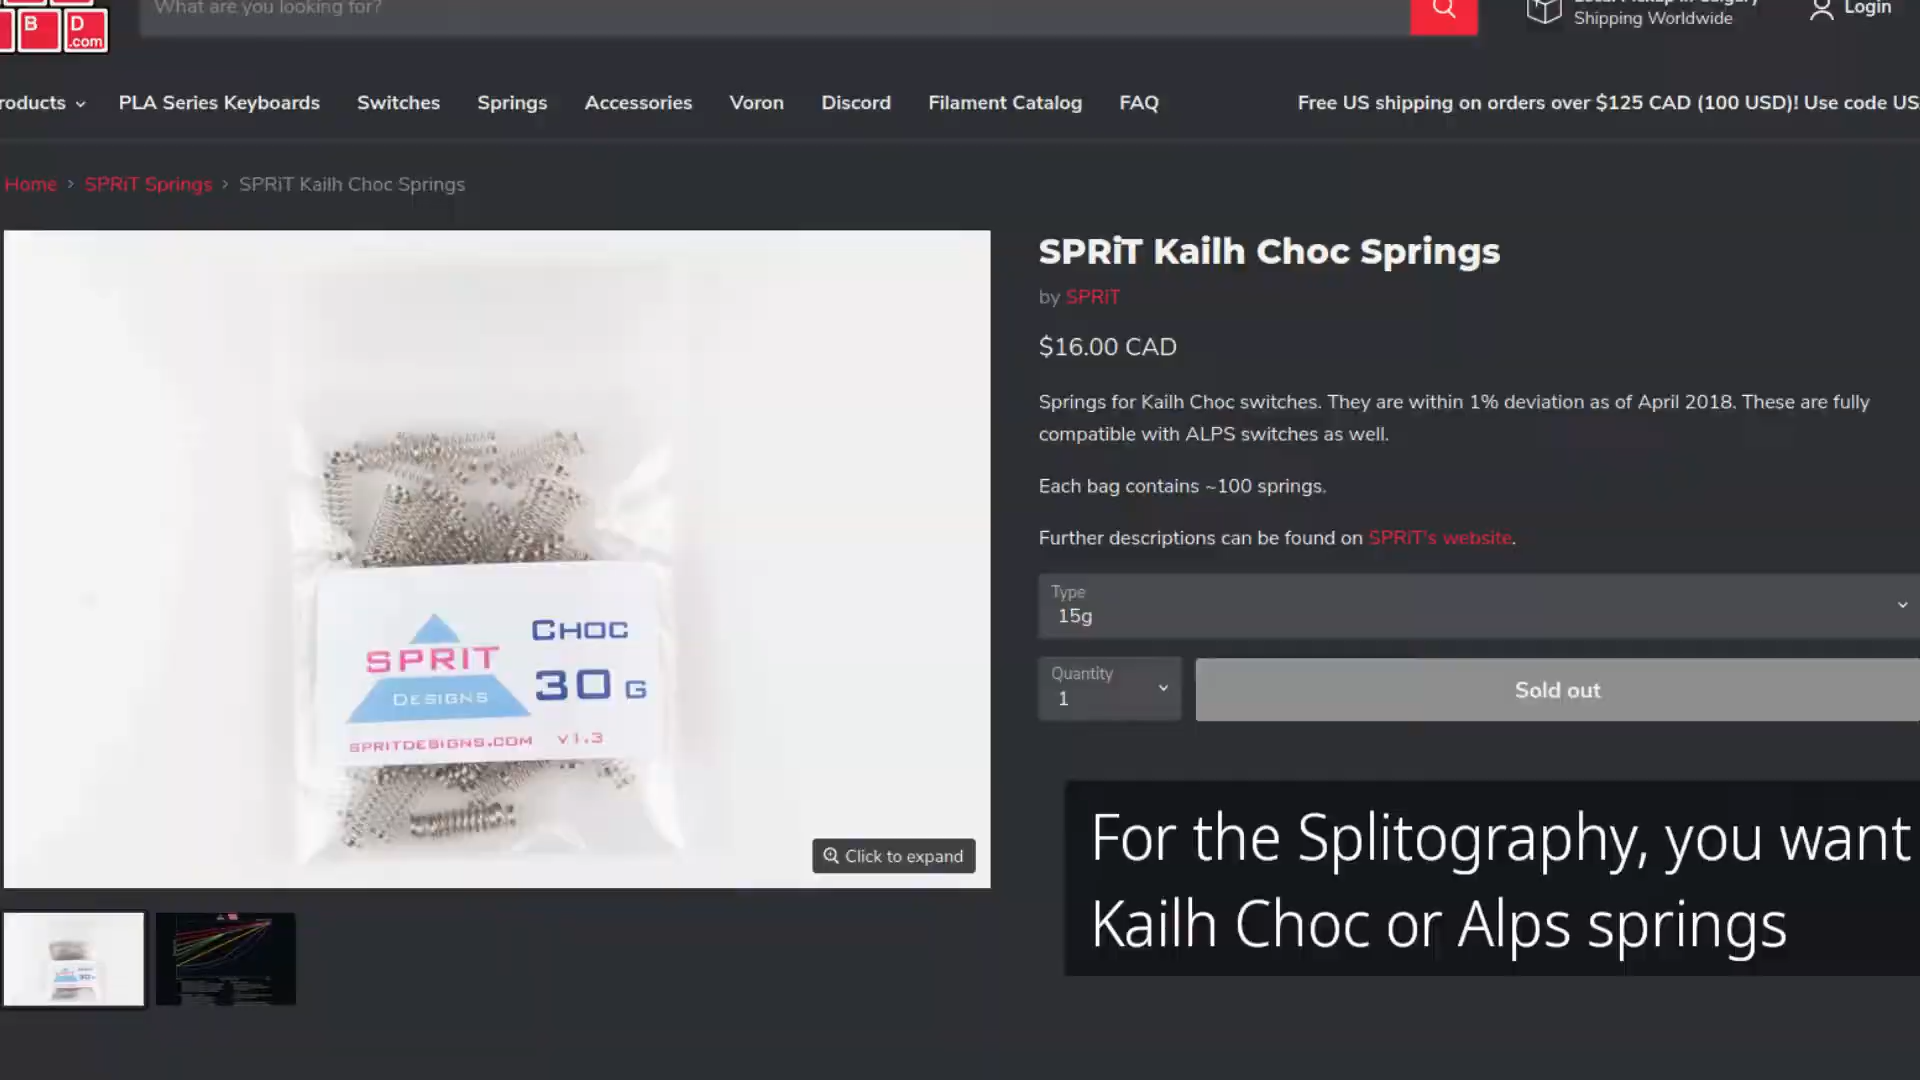 What are you looking for?
Shipping Worldwide
Login
B D
.com
roducts
PLA Series Keyboards
Switches
Springs
Accessories
Voron
Discord
Filament Catalog
FAQ
Free US shipping on orders over $125 CAD (100 USD)! Use code US
Home > SPRiT Springs > SPRiT Kailh Choc Springs
SPRiT Kailh Choc Springs
by SPRiT
$16.00 CAD
Springs for Kailh Choc switches. They are within 1% deviation as of April 2018. These are fully
compatible with ALPS switches as well.
Each bag contains ~100 springs.
Further descriptions can be found on SPRiT's website.
Type
15g
Quantity
1
Sold out
CHOC
SPRIT
30 G
DESIGNS
SPRITDESIGNS.COM V1.3
Click to expand
For the Splitography, you want
Kailh Choc or Alps springs